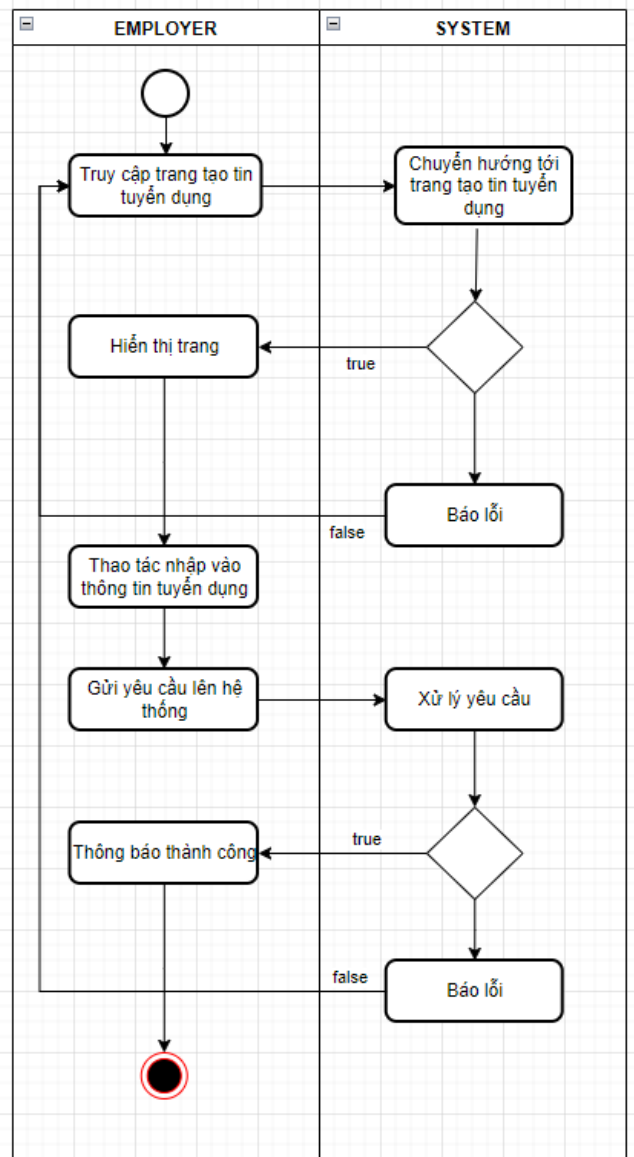 EMPLOYER
SYSTEM
Truy cập trang tạo tin
tuyển dụng
Chuyển hướng tới
trang tạo tin tuyển
dụng
Hiển thị trang
true
Báo lỗi
false
Thao tác nhập vào
thông tin tuyển dụng
Gửi yêu cầu lên hệ
thống
Xử lý yêu cầu
Thông báo thành công
true
false
Báo lỗi